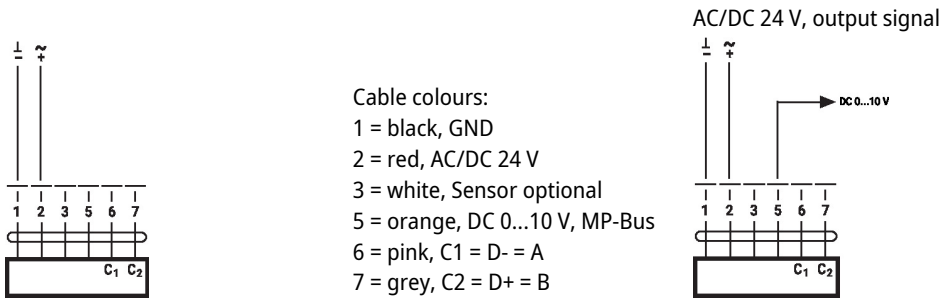 AC/DC 24 V, output signal
⊥ ~
− +
1 2 3 5 6 7
C₁ C₂
Cable colours:
1 = black, GND
2 = red, AC/DC 24 V
3 = white, Sensor optional
5 = orange, DC 0...10 V, MP-Bus
6 = pink, C1 = D- = A
7 = grey, C2 = D+ = B
⊥ ~
− +
DC 0...10 V
1 2 3 5 6 7
C₁ C₂